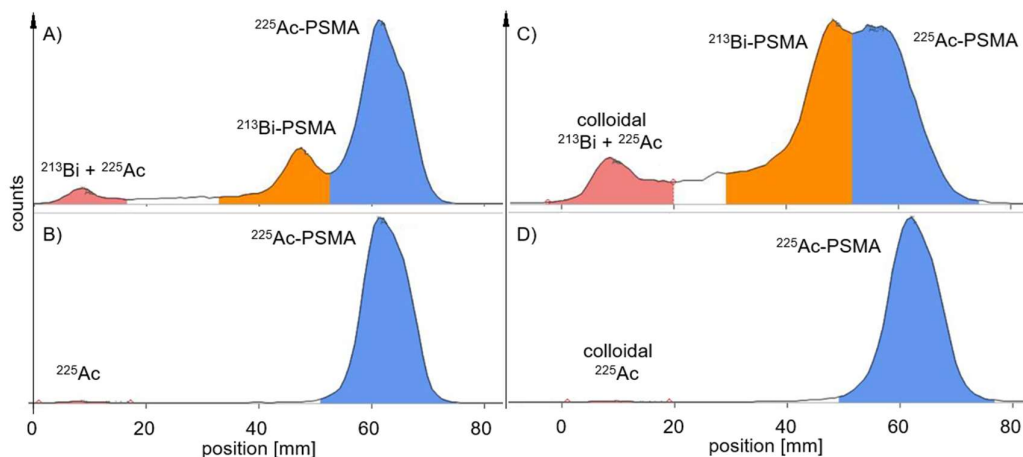 A)
²²⁵Ac-PSMA
²¹³Bi-PSMA
²¹³Bi + ²²⁵Ac
counts
B)
²²⁵Ac-PSMA
²²⁵Ac
0 20 40 60 80
position [mm]
C)
²¹³Bi-PSMA
²²⁵Ac-PSMA
colloidal
²¹³Bi + ²²⁵Ac
D)
²²⁵Ac-PSMA
colloidal
²²⁵Ac
0 20 40 60 80
position [mm]